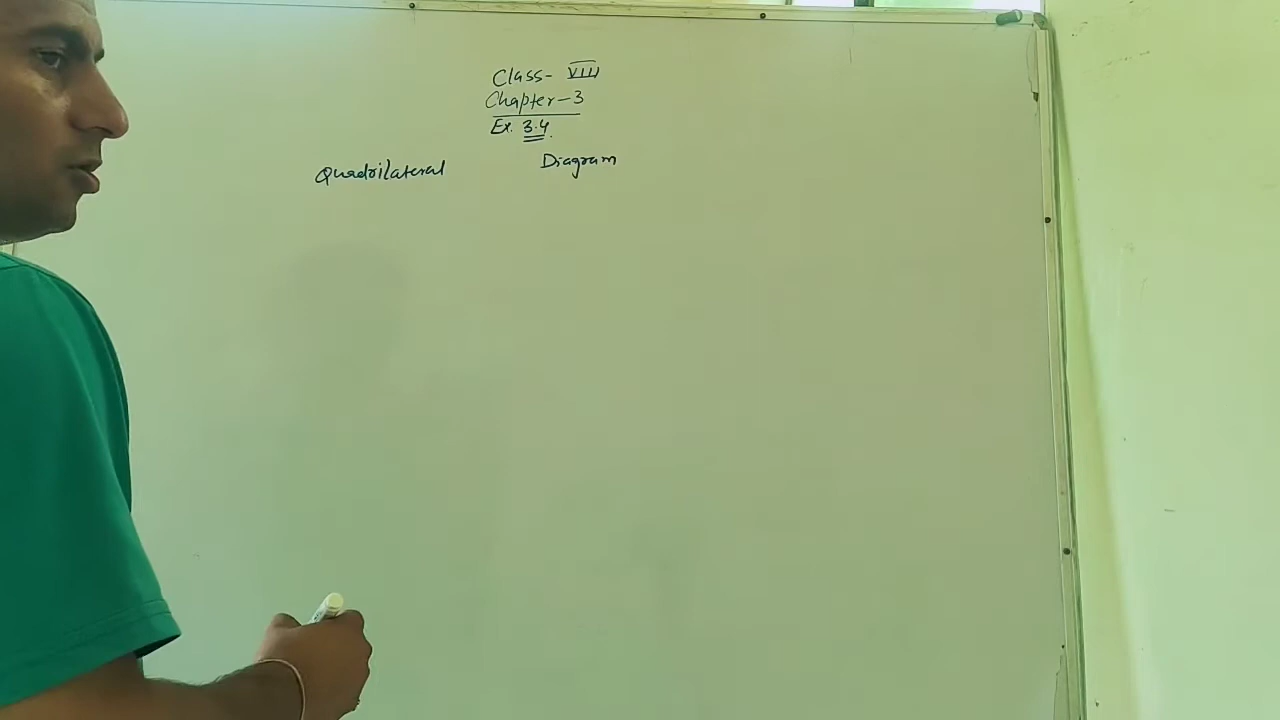 Class- VIII
Chapter-3
Ex. 3.4.
Quadrilateral Diagram